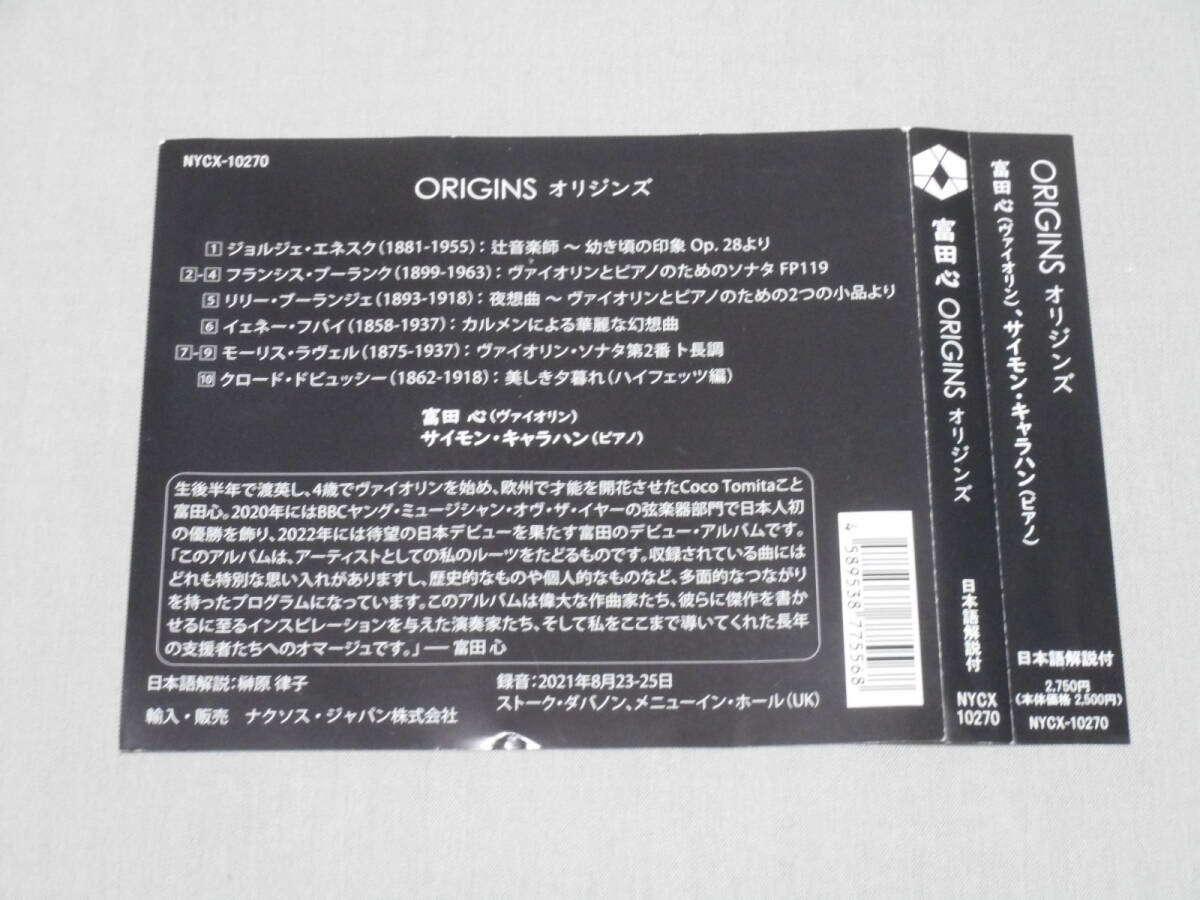 NYCX-10270
ORIGINS オリジンズ
1 ジョルジェ・エネスク(1881-1955):辻音楽師 ～ 幼き頃の印象 Op. 28より
2-4 フランシス・プーランク(1899-1963):ヴァイオリンとピアノのためのソナタ FP119
5 リリー・ブーランジェ(1893-1918):夜想曲 ～ ヴァイオリンとピアノのための2つの小品より
6 イェネー・フバイ(1858-1937):カルメンによる華麗な幻想曲
7-9 モーリス・ラヴェル(1875-1937):ヴァイオリン・ソナタ第2番 ト長調
10 クロード・ドビュッシー(1862-1918):美しき夕暮れ(ハイフェッツ編)
富田 心(ヴァイオリン)
サイモン・キャラハン(ピアノ)
生後半年で渡英し、4歳でヴァイオリンを始め、欧州で才能を開花させたCoco Tomitaこと
富田心。2020年にはBBCヤング・ミュージシャン・オヴ・ザ・イヤーの弦楽器部門で日本人初
の優勝を飾り、2022年には待望の日本デビューを果たす富田のデビュー・アルバムです。
「このアルバムは、アーティストとしての私のルーツをたどるものです。収録されている曲には
どれも特別な思い入れがありますし、歴史的なものや個人的なものなど、多面的なつながり
を持ったプログラムになっています。このアルバムは偉大な作曲家たち、彼らに傑作を書か
せるに至るインスピレーションを与えた演奏家たち、そして私をここまで導いてくれた長年
の支援者たちへのオマージュです。」― 富田 心
日本語解説:榊原 律子
輸入・販売 ナクソス・ジャパン株式会社
録音:2021年8月23-25日
ストーク・ダバノン、メニューイン・ホール(UK)
4 589538 775568
富田 心 ORIGINS オリジンズ
日本語解説付
NYCX
10270
ORIGINS オリジンズ
富田 心(ヴァイオリン)、サイモン・キャラハン(ピアノ)
日本語解説付
2,750円
(本体価格 2,500円)
NYCX-10270